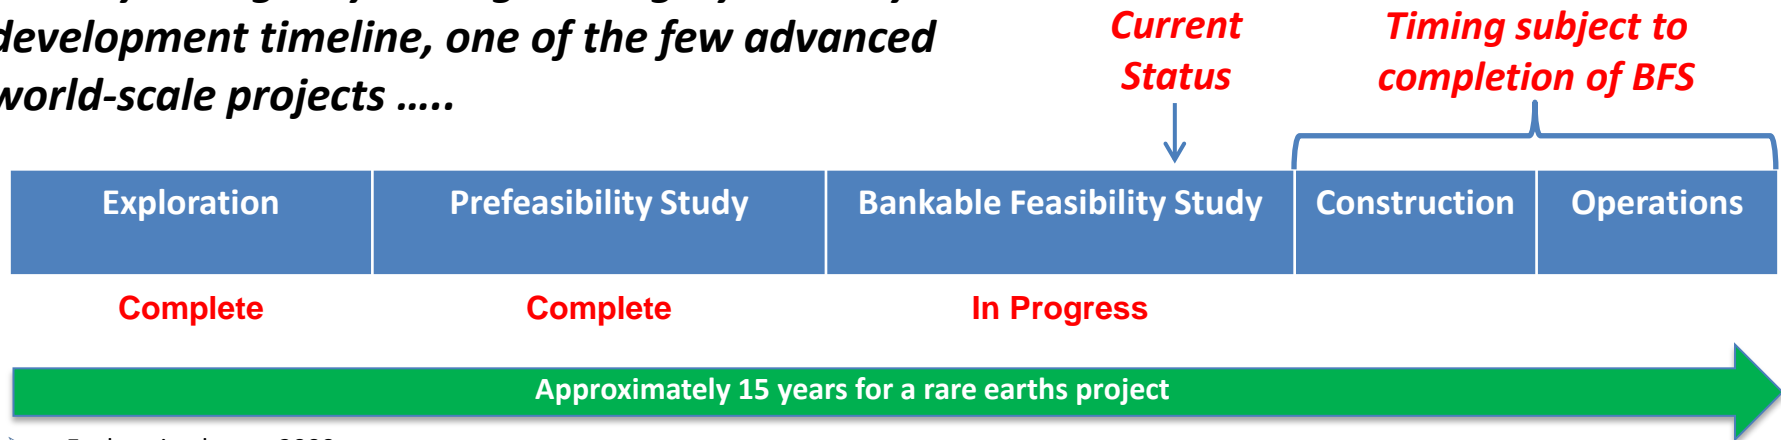 development timeline, one of the few advanced
world-scale projects …..
Current
Status
Timing subject to
completion of BFS
Exploration
Prefeasibility Study
Bankable Feasibility Study
Construction
Operations
Complete
Complete
In Progress
Approximately 15 years for a rare earths project